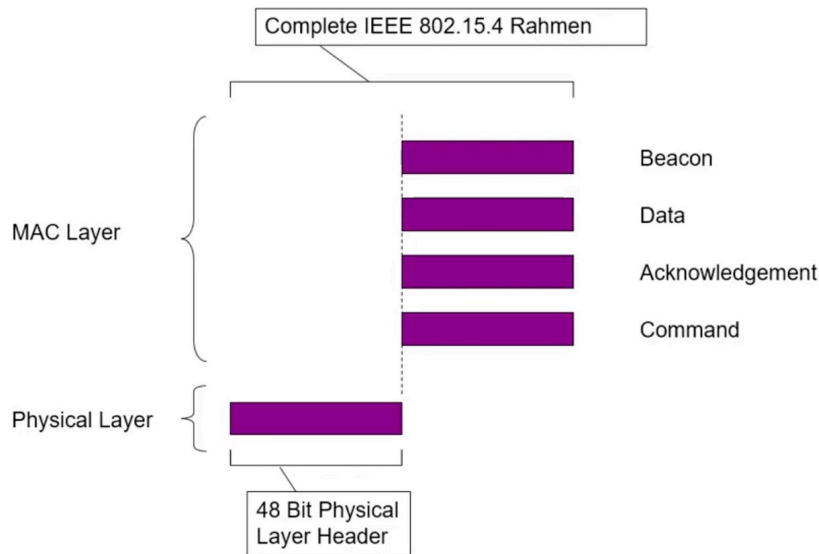 Complete IEEE 802.15.4 Rahmen
Beacon
MAC Layer
Data
Acknowledgement
Command
Physical Layer
48 Bit Physical
Layer Header